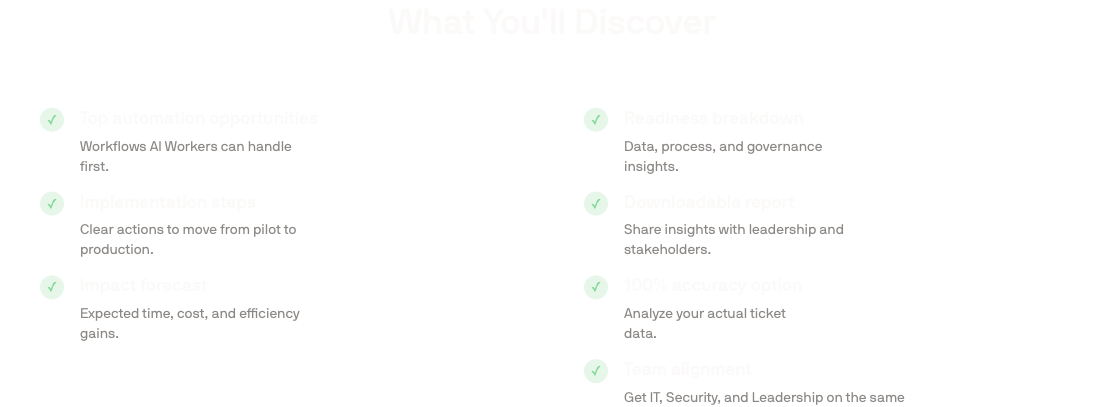 What You'll Discover
Top automation opportunities
Workflows AI Workers can handle
first.
Implementation steps
Clear actions to move from pilot to
production.
Impact forecast
Expected time, cost, and efficiency
gains.
Readiness breakdown
Data, process, and governance
insights.
Downloadable report
Share insights with leadership and
stakeholders.
100% accuracy option
Analyze your actual ticket
data.
Team alignment
Get IT, Security, and Leadership on the same